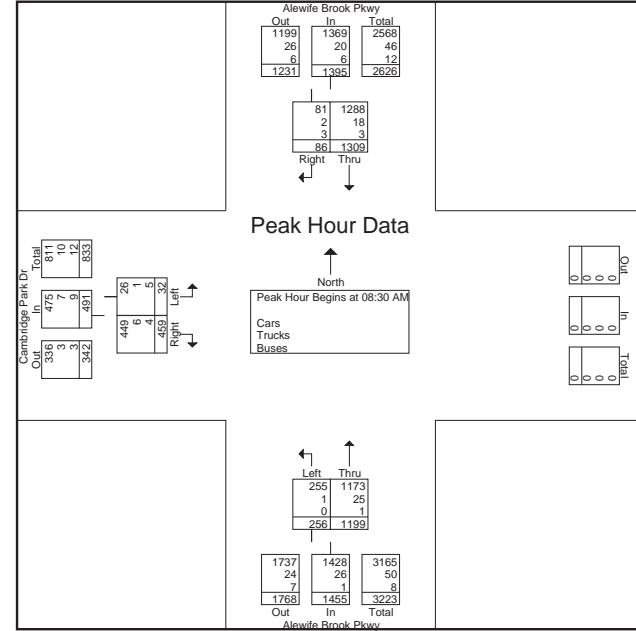 Alewife Brook Pkwy
Out In Total
1199 1369 2568
26 20 46
6 6 12
1231 1395 2626
81 1288
2 18
3 3
86 1309
Right Thru
Peak Hour Data
North
Peak Hour Begins at 08:30 AM
Cars
Trucks
Buses
Cambridge Park Dr
Total
811
10
12
833
In
475
7
9
491
Out
336
3
3
342
26
1
5
32
Left
449
6
4
459
Right
Out
0
0
0
0
In
0
0
0
0
Total
0
0
0
0
Left Thru
255 1173
1 25
0 1
256 1199
1737 1428 3165
24 26 50
7 1 8
1768 1455 3223
Out In Total
Alewife Brook Pkwy